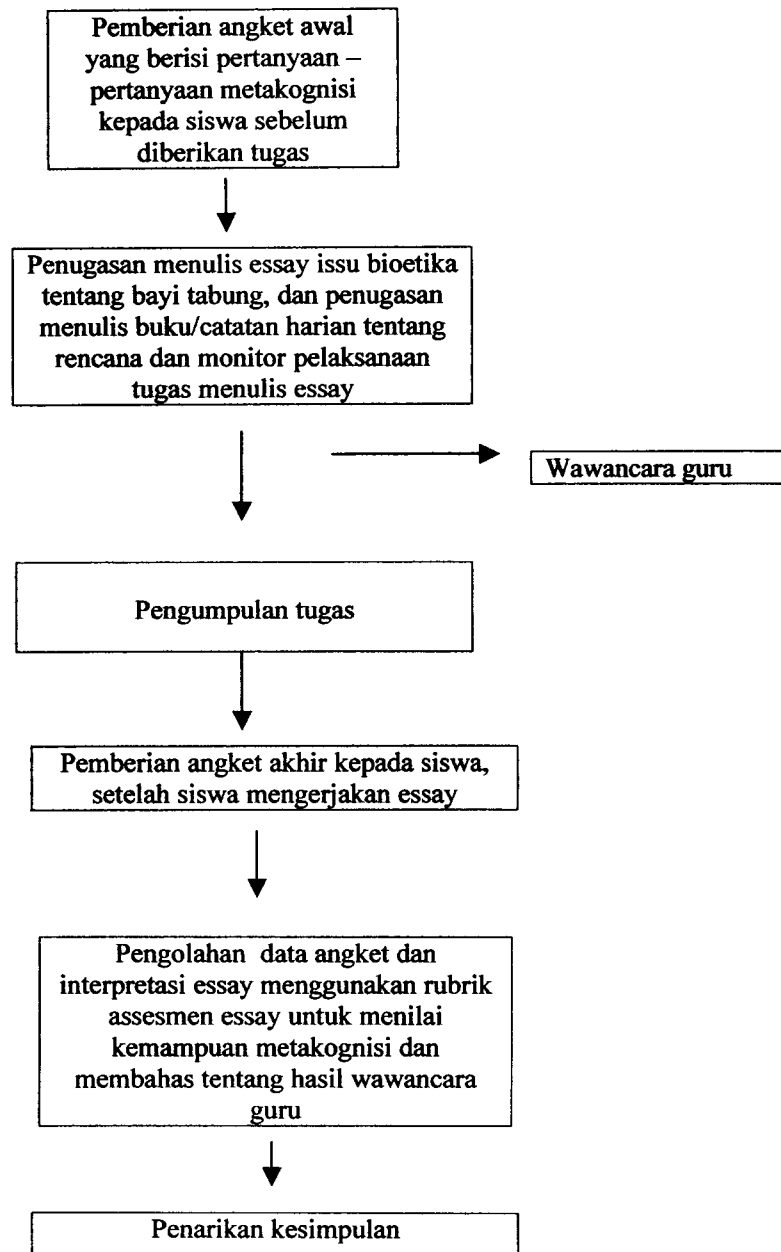 Pemberian angket awal
yang berisi pertanyaan –
pertanyaan metakognisi
kepada siswa sebelum
diberikan tugas
Penugasan menulis essay issu bioetika
tentang bayi tabung, dan penugasan
menulis buku/catatan harian tentang
rencana dan monitor pelaksanaan
tugas menulis essay
Wawancara guru
Pengumpulan tugas
Pemberian angket akhir kepada siswa,
setelah siswa mengerjakan essay
Pengolahan data angket dan
interpretasi essay menggunakan rubrik
assesmen essay untuk menilai
kemampuan metakognisi dan
membahas tentang hasil wawancara
guru
Penarikan kesimpulan